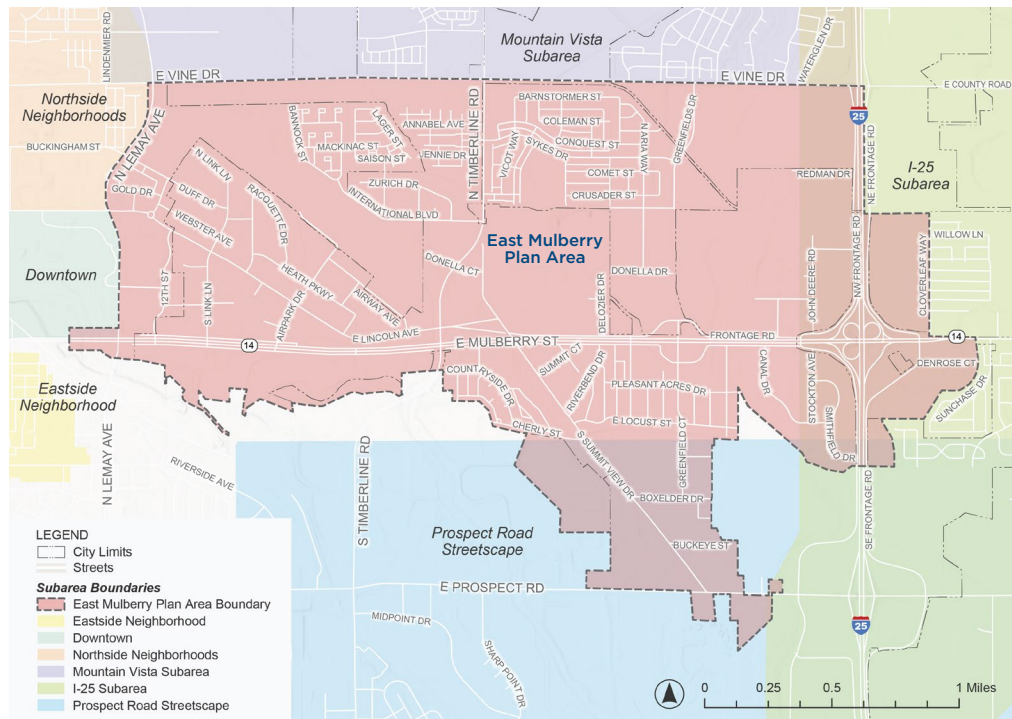 LINDENMIER RD
Mountain Vista
Subarea
WATERGLEN DR
E VINE DR
E VINE DR
E COUNTY ROAD
Northside
Neighborhoods
N LEMAY AVE
BANNOCK ST
LAGER ST
ANNABEL AVE
N TIMBERLINE RD
BARNSTORMER ST
COLEMAN ST
GREENFIELDS DR
25
NE FRONTAGE RD
BUCKINGHAM ST
MACKINAC ST
SAISON ST
JENNIE DR
VICOT WAY
SYKES DR
CONQUEST ST
N ARIA WAY
N LINK LN
ZURICH DR
COMET ST
REDMAN DR
I-25
Subarea
GOLD DR
DUFF DR
RACQUETTE DR
INTERNATIONAL BLVD
CRUSADER ST
WEBSTER AVE
East Mulberry
Plan Area
NW FRONTAGE RD
CLOVERLEAF WAY
WILLOW LN
Downtown
12TH ST
S LINK LN
HEATH PKWY
AIRPARK DR
AIRWAY AVE
DONELLA CT
DONELLA DR
DELOZIER DR
JOHN DEERE RD
14
E LINCOLN AVE
E MULBERRY ST
FRONTAGE RD
14
SUMMIT CT
RIVERBEND DR
CANAL DR
STOCKTON AVE
DENROSE CT
Eastside
Neighborhood
COUNTRYSIDE DR
PLEASANT ACRES DR
SUNCHASE DR
CHERLY ST
E LOCUST ST
SMITHFIELD DR
N LEMAY AVE
RIVERSIDE AVE
S TIMBERLINE RD
S SUMMIT VIEW DR
GREENFIELD CT
BOXELDER DR
SE FRONTAGE RD
Prospect Road
Streetscape
BUCKEYE ST
E PROSPECT RD
MIDPOINT DR
SHARP POINT DR
25
LEGEND
City Limits
Streets
Subarea Boundaries
East Mulberry Plan Area Boundary
Eastside Neighborhood
Downtown
Northside Neighborhoods
Mountain Vista Subarea
I-25 Subarea
Prospect Road Streetscape
0 0.25 0.5 1 Miles